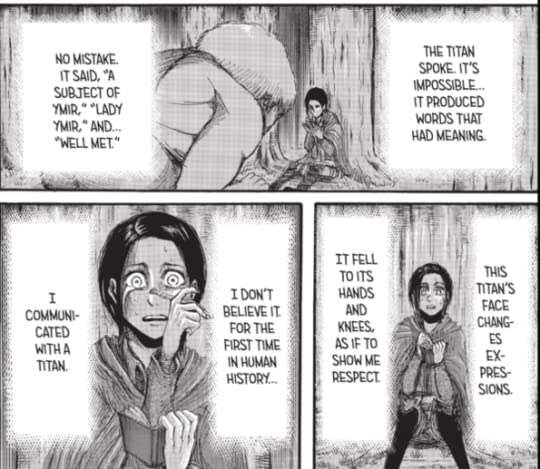 THE TITAN
SPOKE. IT'S
IMPOSSIBLE...
IT PRODUCED
WORDS THAT
HAD MEANING.
NO MISTAKE.
IT SAID, "A
SUBJECT OF
YMIR," "LADY
YMIR," AND...
"WELL MET."
THIS
TITAN'S
FACE
CHANG-
ES
EX-
PRES-
SIONS.
IT FELL
TO ITS
HANDS
AND
KNEES,
AS IF TO
SHOW ME
RESPECT.
I DON'T
BELIEVE IT.
FOR THE
FIRST TIME
IN HUMAN
HISTORY...
I
COMMUNI-
CATED
WITH A
TITAN.